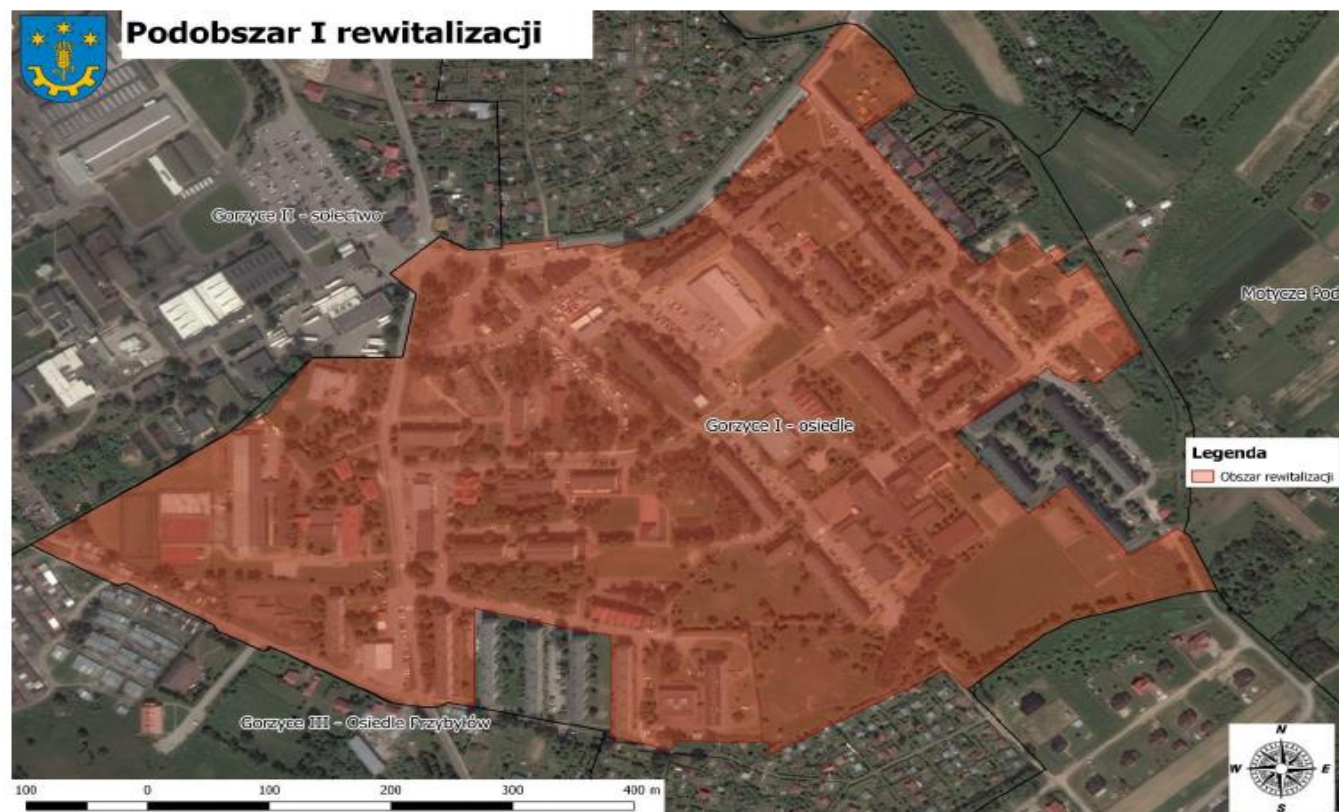 Podobszar I rewitalizacji
Gorzyce II - sołectwo
Motycze Pod
Gorzyce I - osiedle
Legenda
Obszar rewitalizacji
Gorzyce III - Osiedle Przybyłów
N
W E
S
100 0 100 200 300 400 m